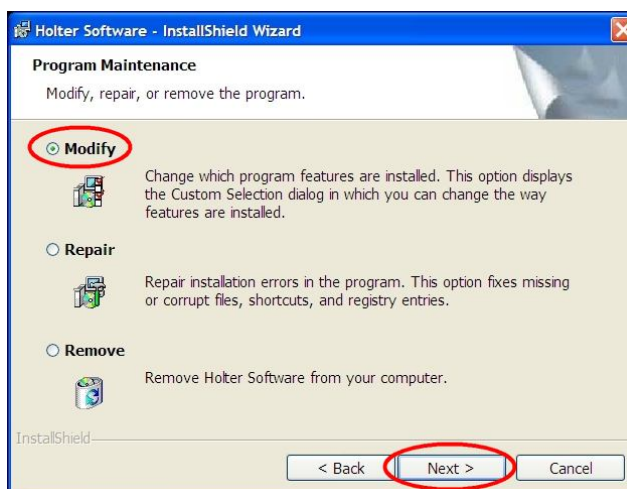 Holter Software - InstallShield Wizard
Program Maintenance
Modify, repair, or remove the program.
Modify
Change which program features are installed. This option displays
the Custom Selection dialog in which you can change the way
features are installed.
Repair
Repair installation errors in the program. This option fixes missing
or corrupt files, shortcuts, and registry entries.
Remove
Remove Holter Software from your computer.
InstallShield
< Back Next > Cancel